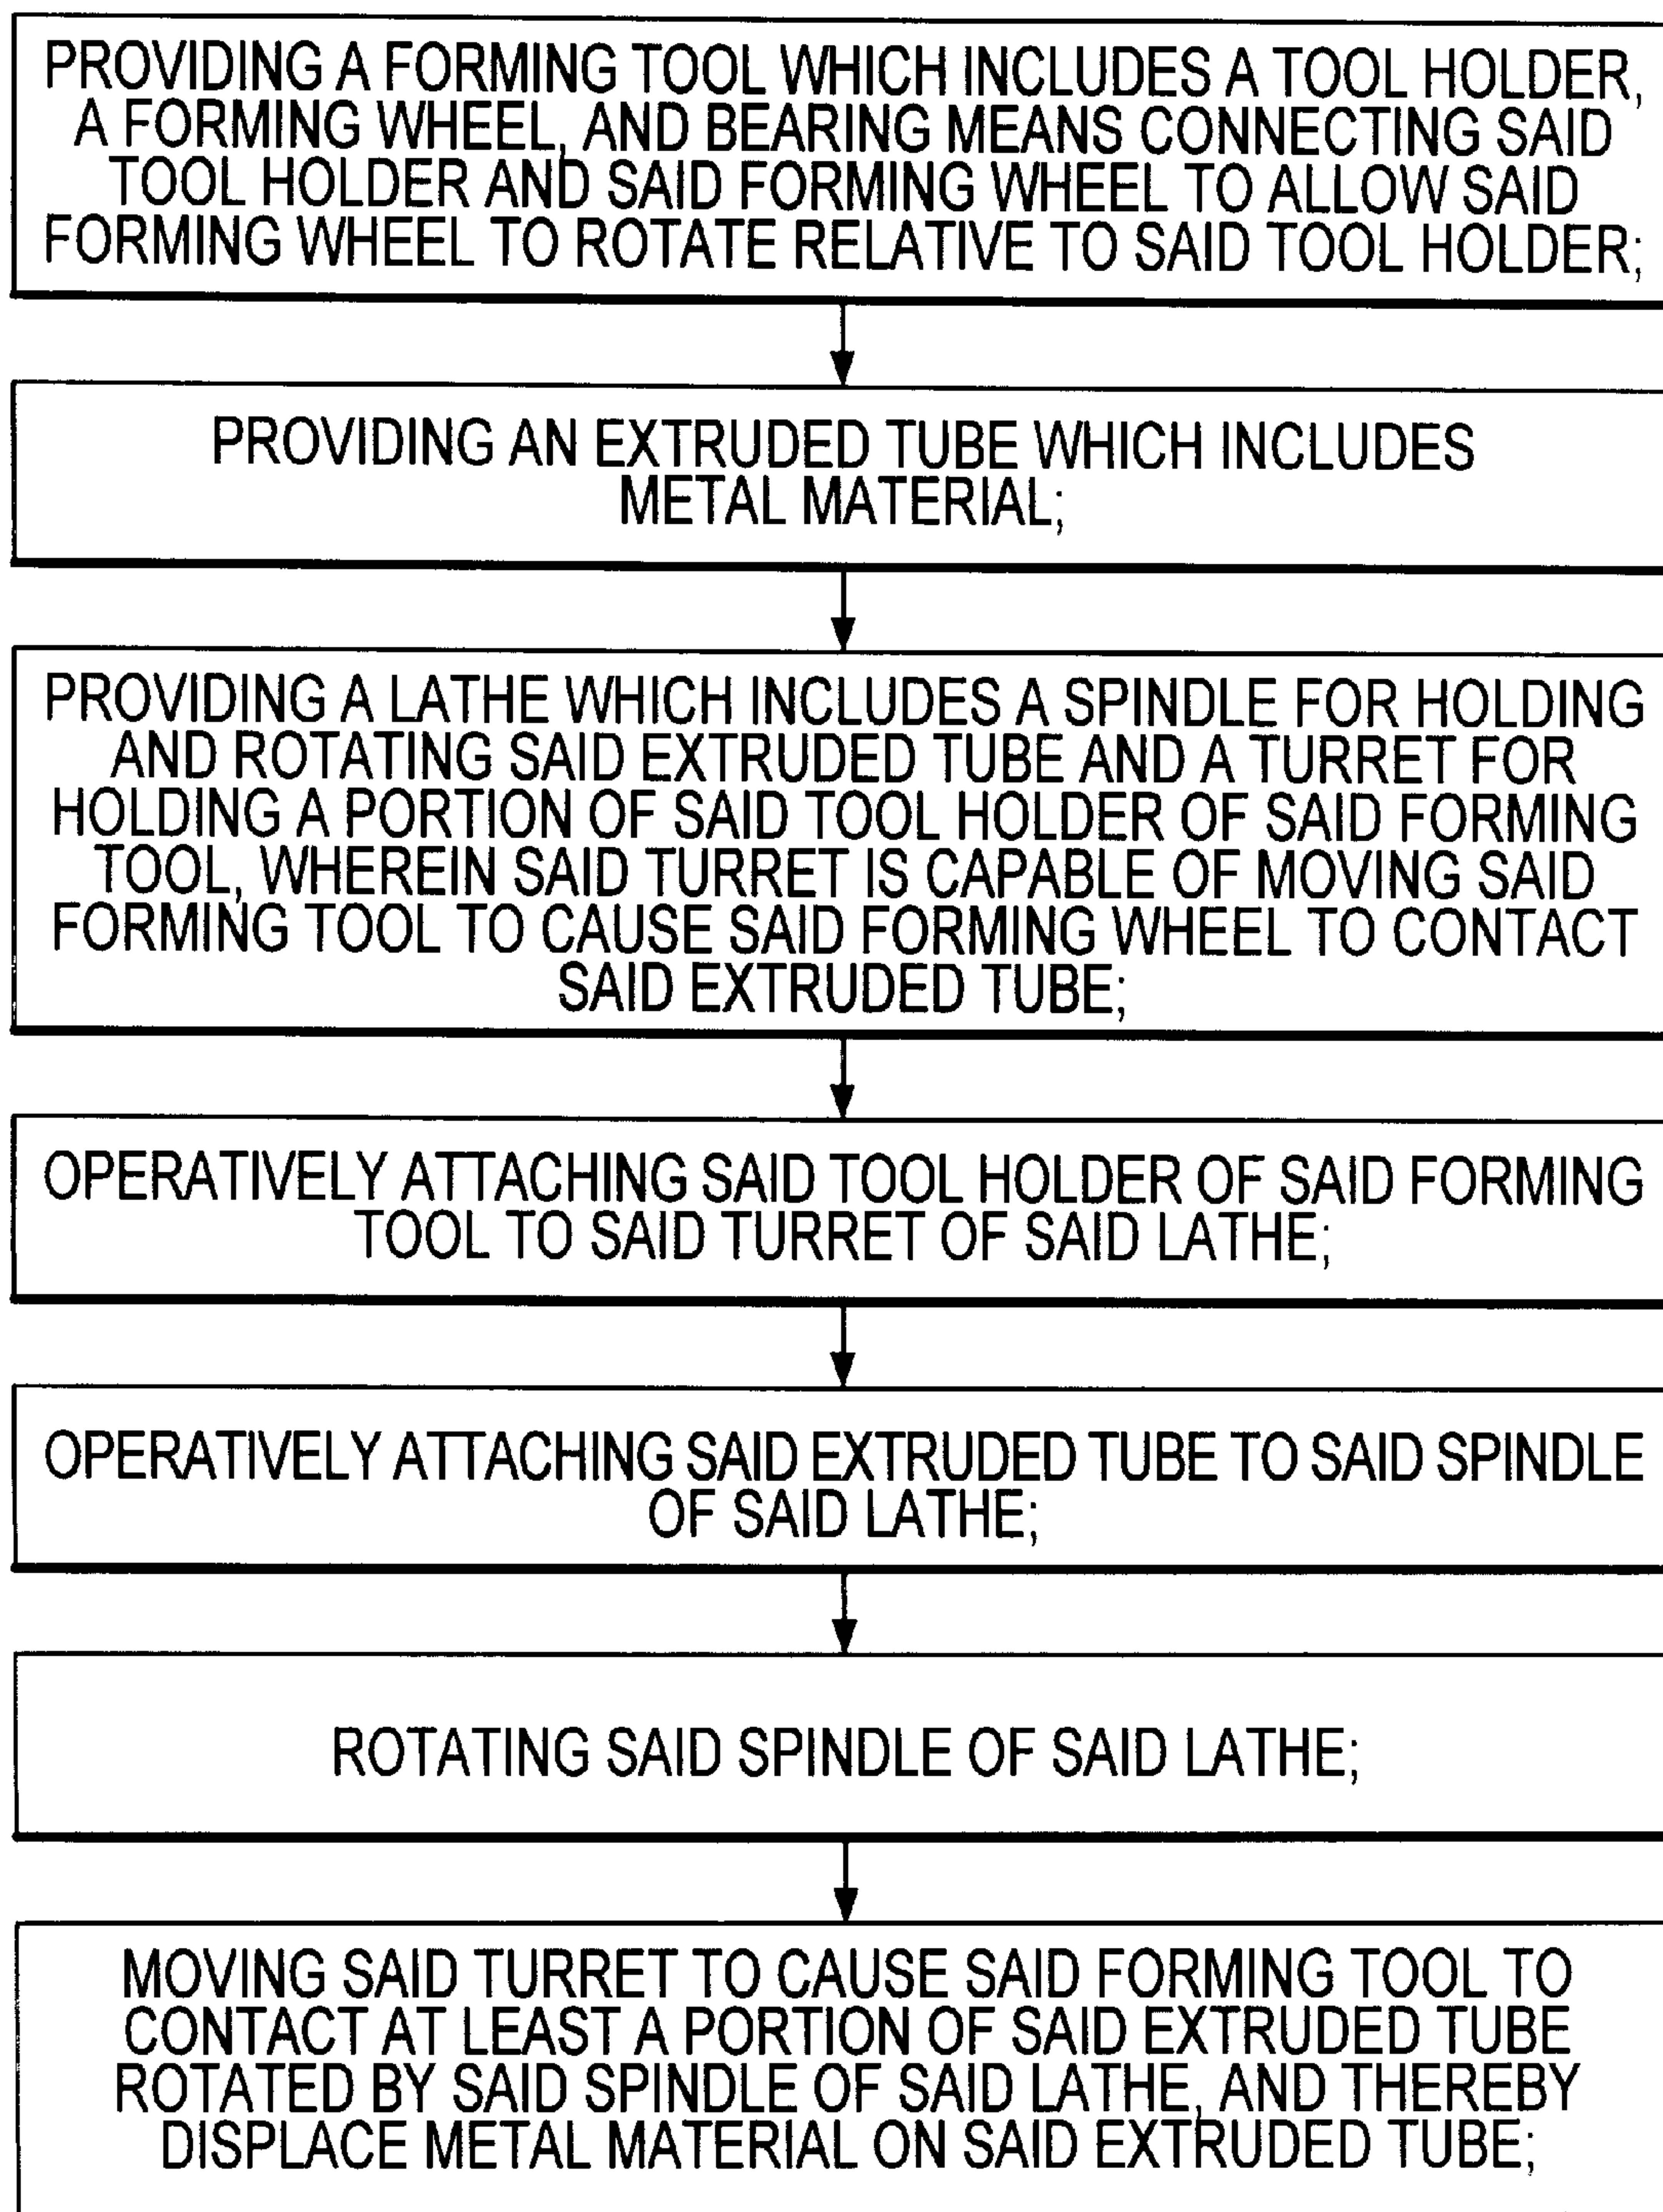 PROVIDING A FORMING TOOL WHICH INCLUDES A TOOL HOLDER,
A FORMING WHEEL, AND BEARING MEANS CONNECTING SAID
TOOL HOLDER AND SAID FORMING WHEEL TO ALLOW SAID
FORMING WHEEL TO ROTATE RELATIVE TO SAID TOOL HOLDER;
PROVIDING AN EXTRUDED TUBE WHICH INCLUDES
METAL MATERIAL;
PROVIDING A LATHE WHICH INCLUDES A SPINDLE FOR HOLDING
AND ROTATING SAID EXTRUDED TUBE AND A TURRET FOR
HOLDING A PORTION OF SAID TOOL HOLDER OF SAID FORMING
TOOL, WHEREIN SAID TURRET IS CAPABLE OF MOVING SAID
FORMING TOOL TO CAUSE SAID FORMING WHEEL TO CONTACT
SAID EXTRUDED TUBE;
OPERATIVELY ATTACHING SAID TOOL HOLDER OF SAID FORMING
TOOL TO SAID TURRET OF SAID LATHE;
OPERATIVELY ATTACHING SAID EXTRUDED TUBE TO SAID SPINDLE
OF SAID LATHE;
ROTATING SAID SPINDLE OF SAID LATHE;
MOVING SAID TURRET TO CAUSE SAID FORMING TOOL TO
CONTACT AT LEAST A PORTION OF SAID EXTRUDED TUBE
ROTATED BY SAID SPINDLE OF SAID LATHE, AND THEREBY
DISPLACE METAL MATERIAL ON SAID EXTRUDED TUBE;